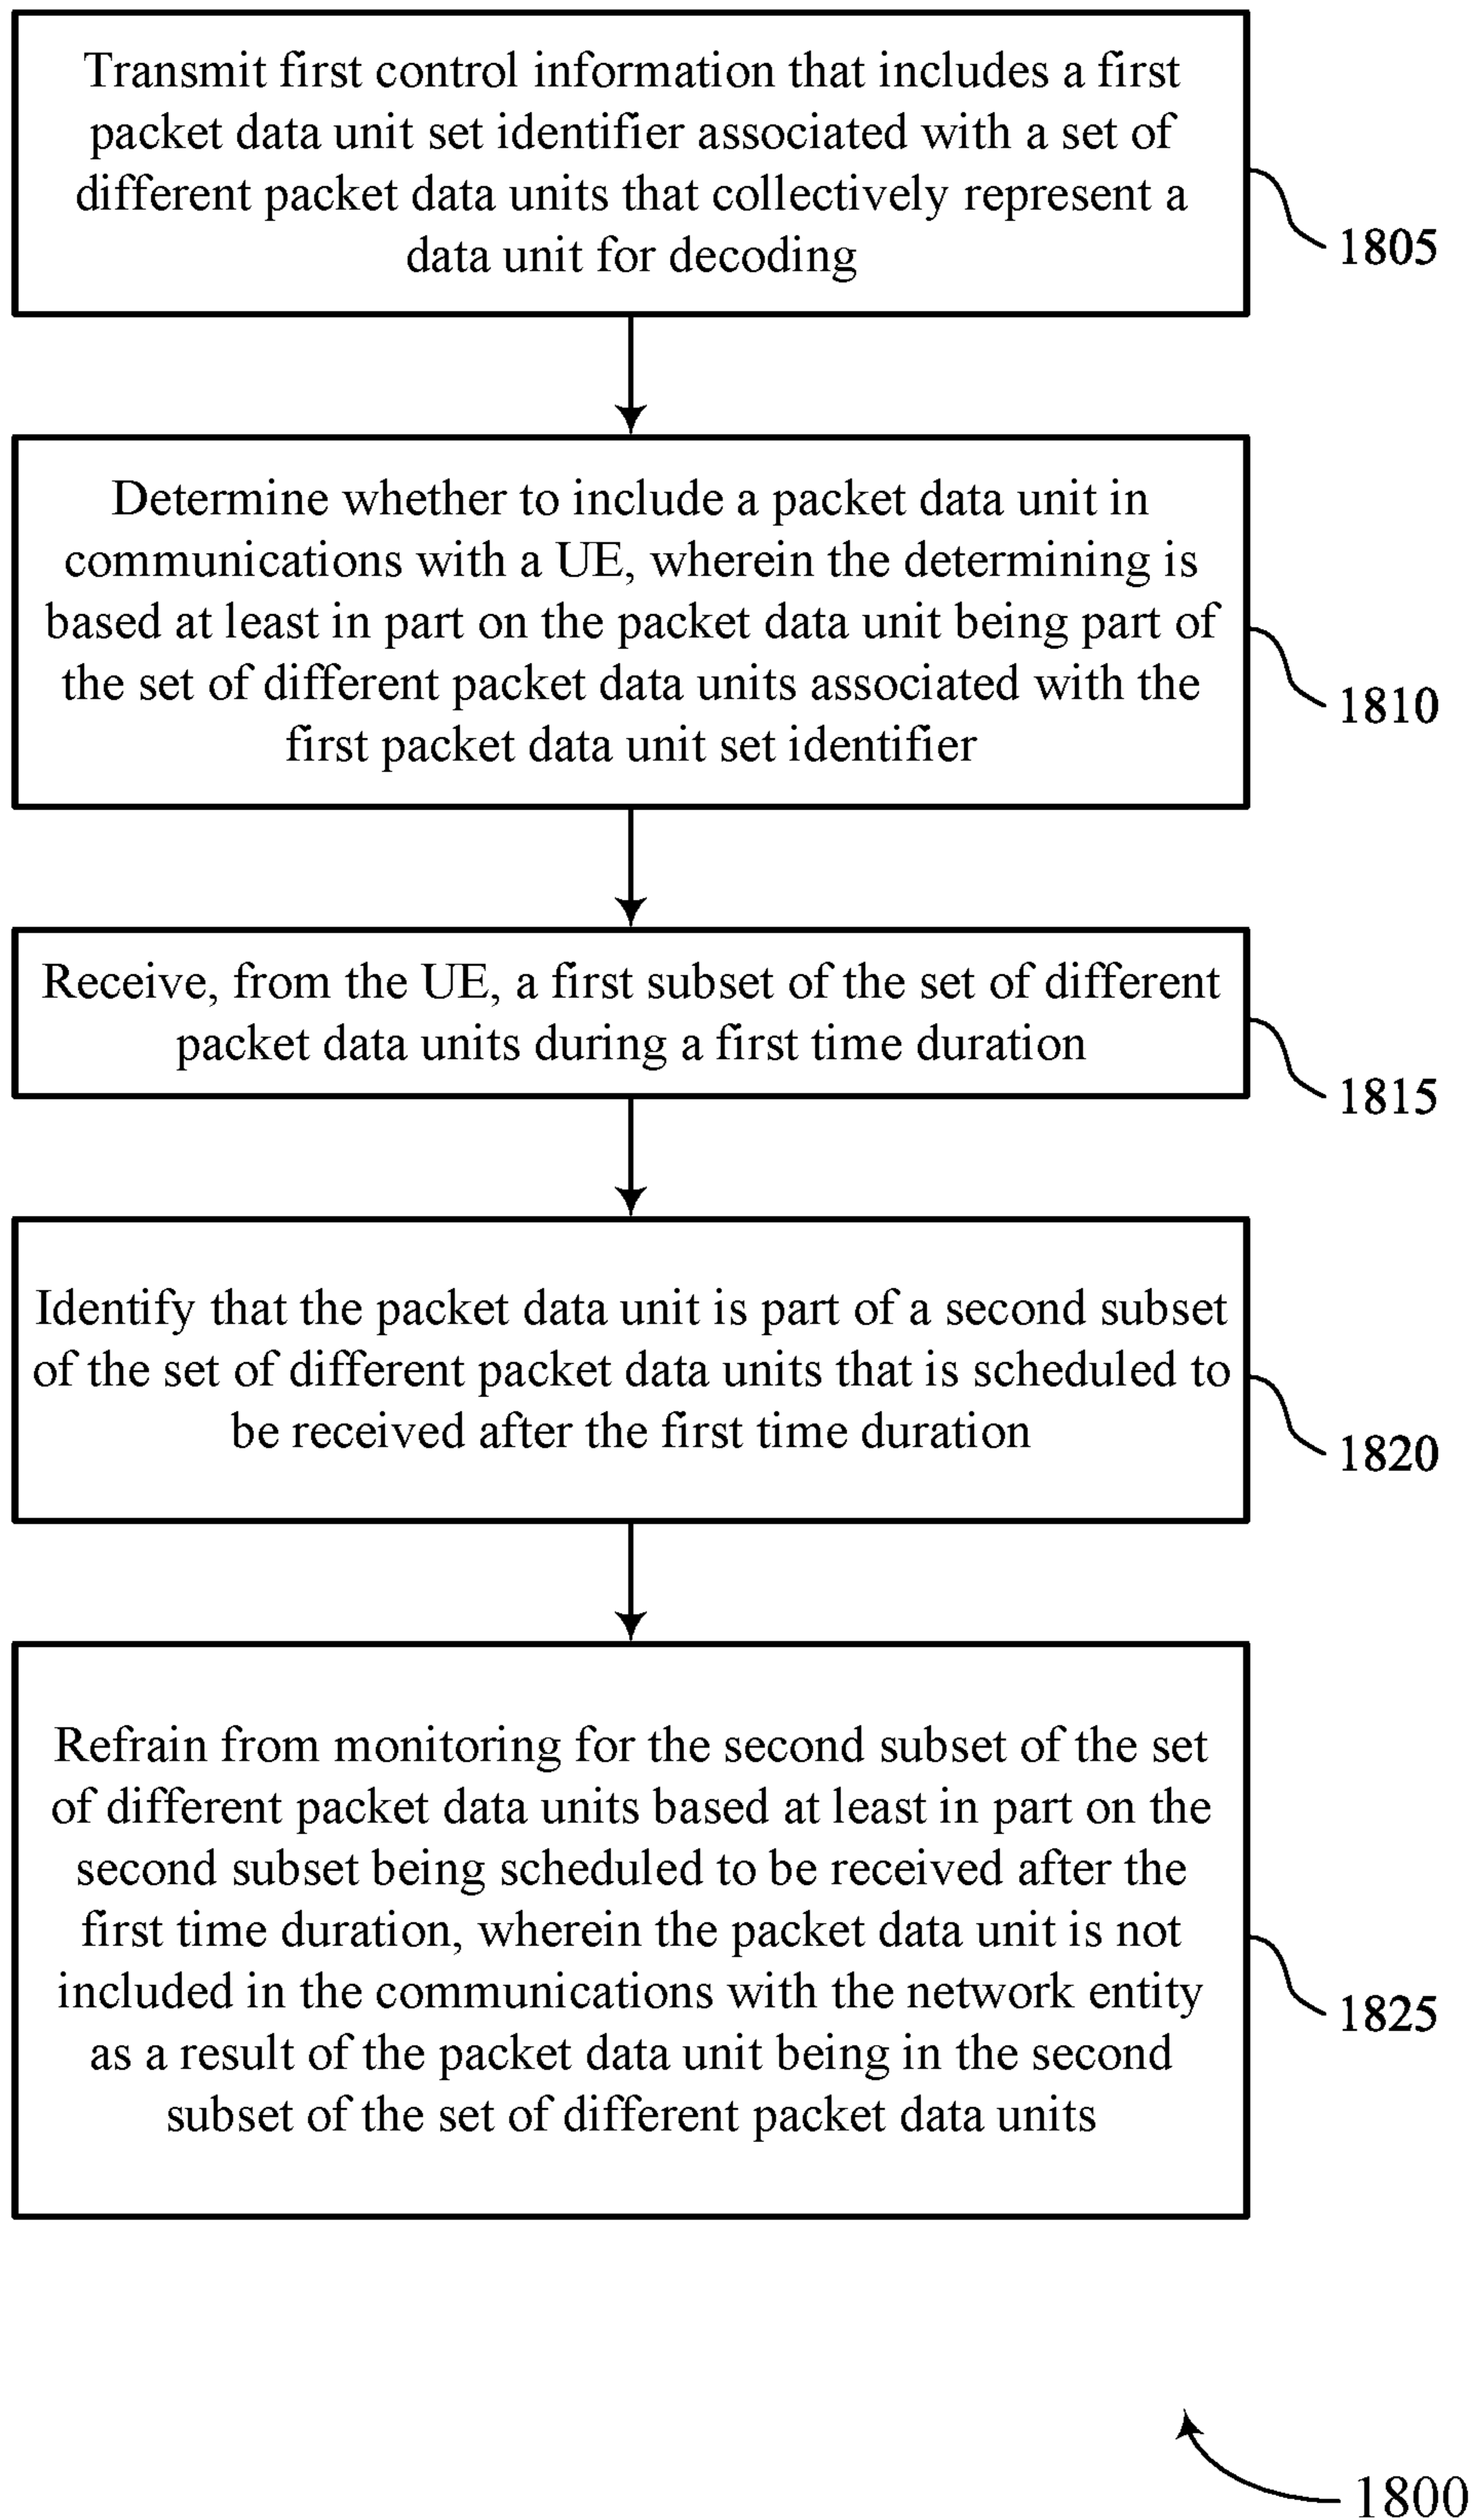 Transmit first control information that includes a first
packet data unit set identifier associated with a set of
different packet data units that collectively represent a
data unit for decoding
1805
Determine whether to include a packet data unit in
communications with a UE, wherein the determining is
based at least in part on the packet data unit being part of
the set of different packet data units associated with the
first packet data unit set identifier
1810
Receive, from the UE, a first subset of the set of different
packet data units during a first time duration
1815
Identify that the packet data unit is part of a second subset
of the set of different packet data units that is scheduled to
be received after the first time duration
1820
Refrain from monitoring for the second subset of the set
of different packet data units based at least in part on the
second subset being scheduled to be received after the
first time duration, wherein the packet data unit is not
included in the communications with the network entity
as a result of the packet data unit being in the second
subset of the set of different packet data units
1825
1800